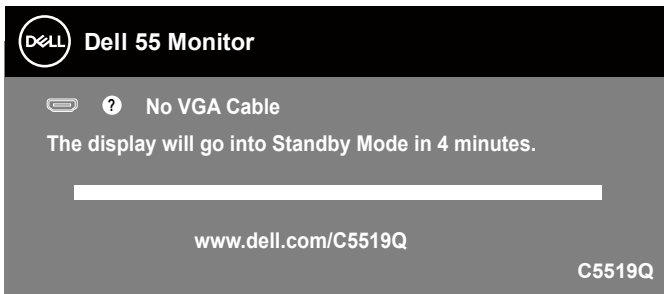 DELL Dell 55 Monitor
? No VGA Cable
The display will go into Standby Mode in 4 minutes.
www.dell.com/C5519Q
C5519Q